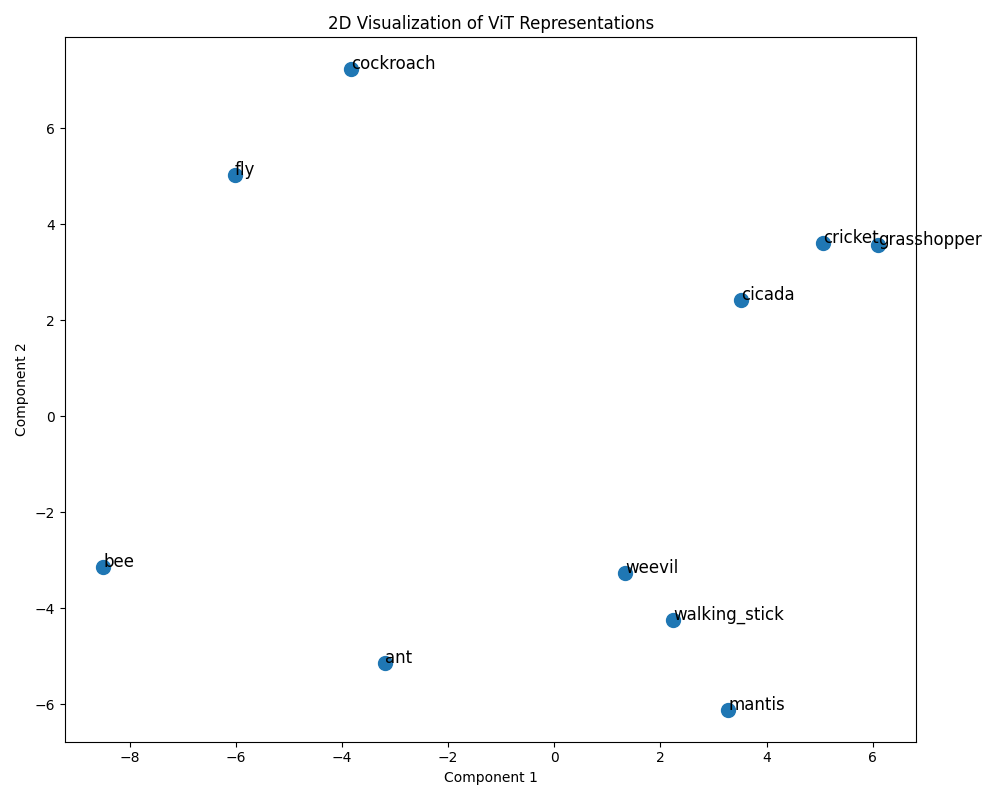 2D Visualization of ViT Representations
cockroach
fly
cricket
grasshopper
cicada
bee
weevil
walking_stick
ant
mantis
Component 2
6
4
2
0
−2
−4
−6
−8
−6
−4
−2
0
2
4
6
Component 1